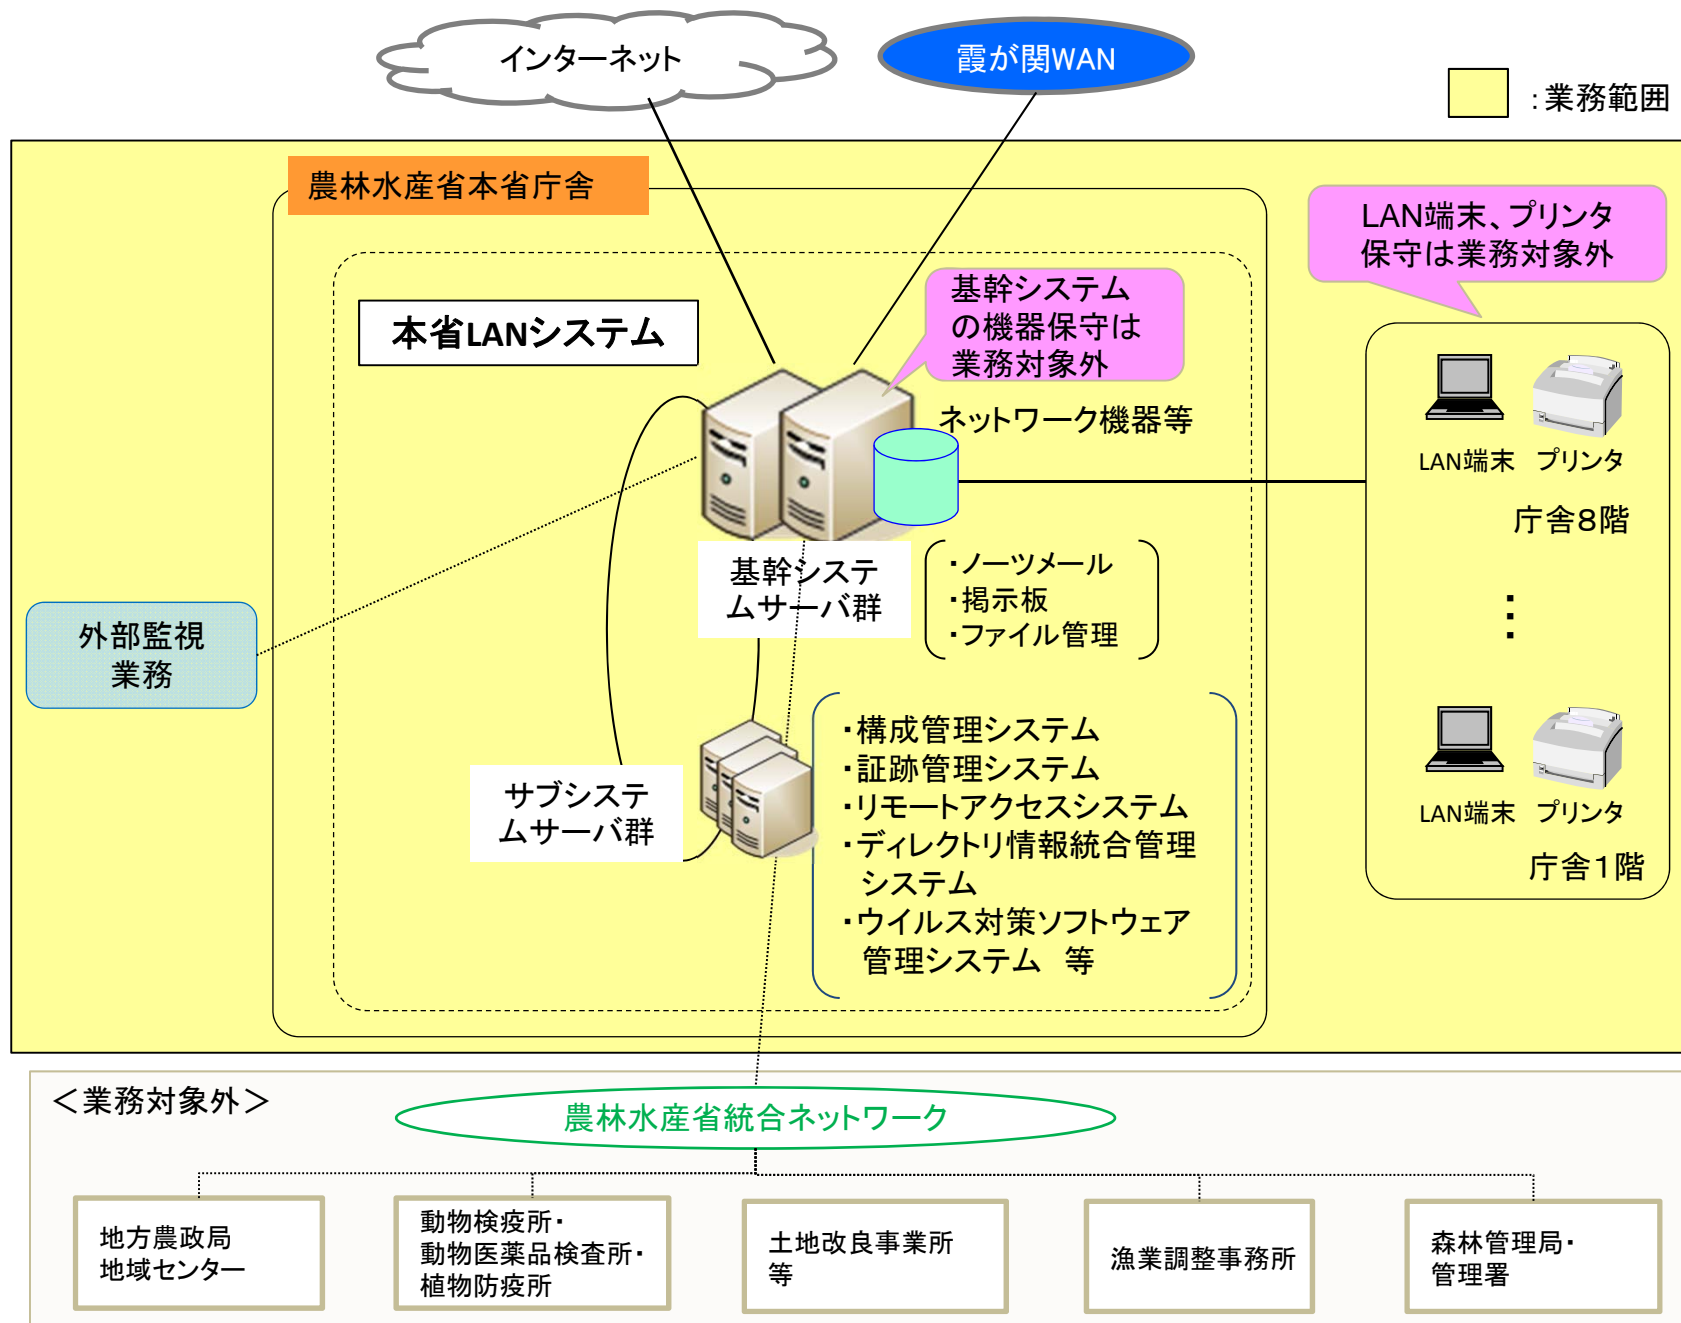 インターネット
霞が関WAN
：業務範囲
農林水産省本省庁舎
LAN端末、プリンタ
保守は業務対象外
基幹システム
の機器保守は
業務対象外
本省LANシステム
ネットワーク機器等
LAN端末 プリンタ
庁舎８階
基幹システ
ムサーバ群
・ノーツメール
・掲示板
・ファイル管理
⋮
外部監視
業務
サブシステ
ムサーバ群
・構成管理システム
・証跡管理システム
・リモートアクセスシステム
・ディレクトリ情報統合管理
システム
・ウイルス対策ソフトウェア
管理システム　等
LAN端末 プリンタ
庁舎１階
＜業務対象外＞
農林水産省統合ネットワーク
地方農政局
地域センター
動物検疫所・
動物医薬品検査所・
植物防疫所
土地改良事業所
等
漁業調整事務所
森林管理局・
管理署